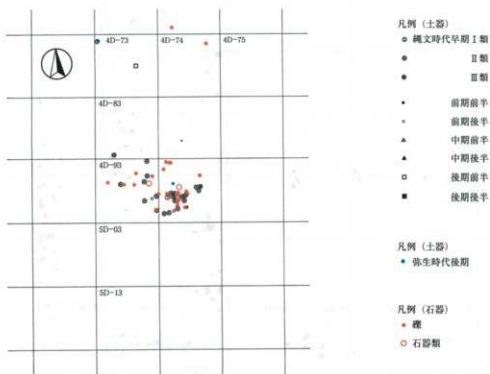 4D-73
4D-74
4D-75
4D-83
4D-93
5D-03
5D-13
凡例（土器）
縄文時代早期Ⅰ類
Ⅱ類
Ⅲ類
前期前半
前期後半
中期前半
中期後半
後期前半
後期後半
凡例（土器）
弥生時代後期
凡例（石器）
礫
石器類